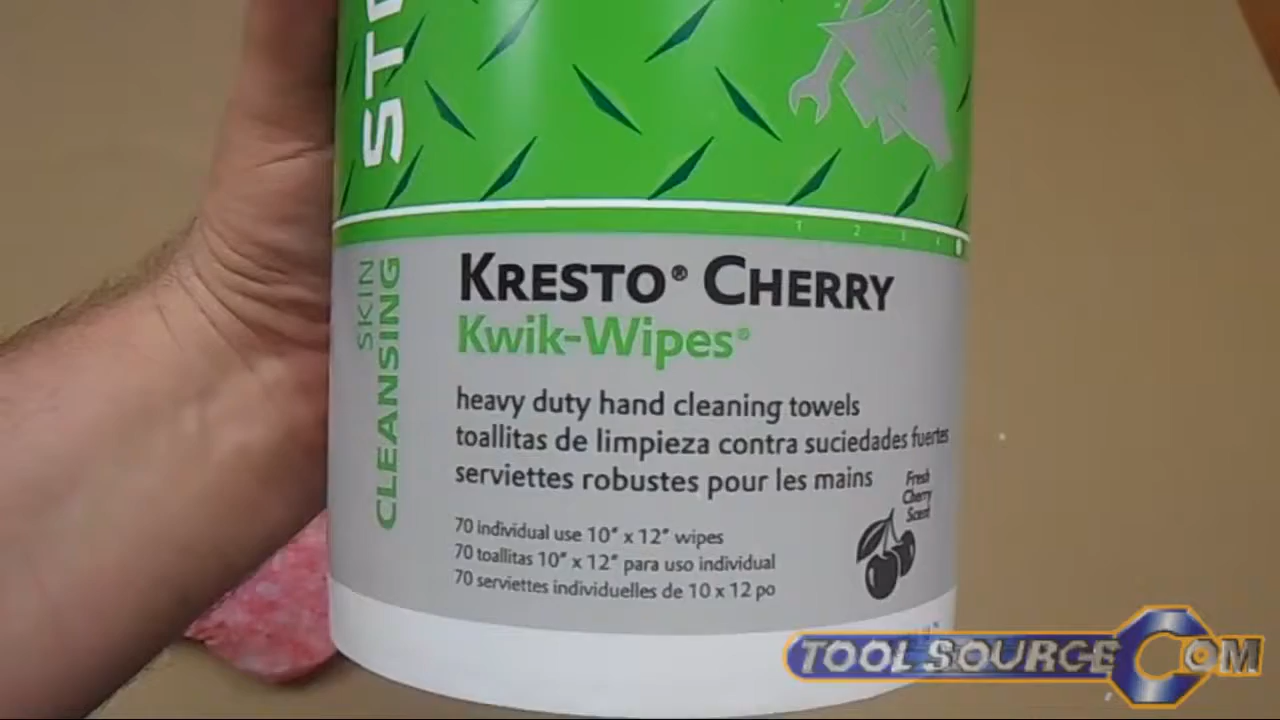 SKIN
CLEANSING
KRESTO® CHERRY
Kwik-Wipes®
heavy duty hand cleaning towels
toallitas de limpieza contra suciedades fuertes
serviettes robustes pour les mains
Fresh
Cherry
Scent
70 individual use 10" x 12" wipes
70 toallitas 10" x 12" para uso individual
70 serviettes individuelles de 10 x 12 po
TOOL SOURCE.COM